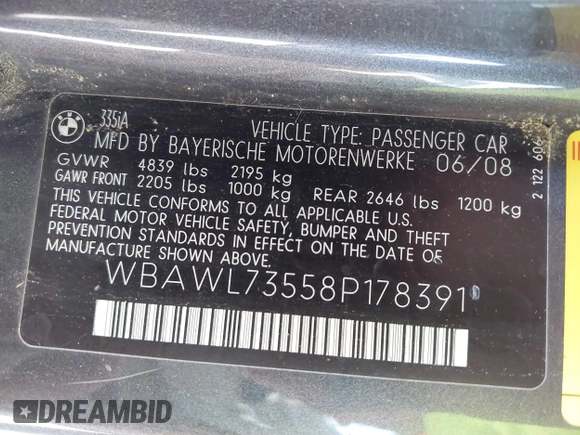 335iA
VEHICLE TYPE: PASSENGER CAR
MFD BY BAYERISCHE MOTORENWERKE 06/08
GVWR 4839 lbs 2195 kg
GAWR FRONT 2205 lbs 1000 kg REAR 2646 lbs 1200 kg
THIS VEHICLE CONFORMS TO ALL APPLICABLE U.S.
FEDERAL MOTOR VEHICLE SAFETY, BUMPER AND THEFT
PREVENTION STANDARDS IN EFFECT ON THE DATE OF
MANUFACTURE SHOWN ABOVE.
WBAWL73558P178391
2 122 606
DREAMBID